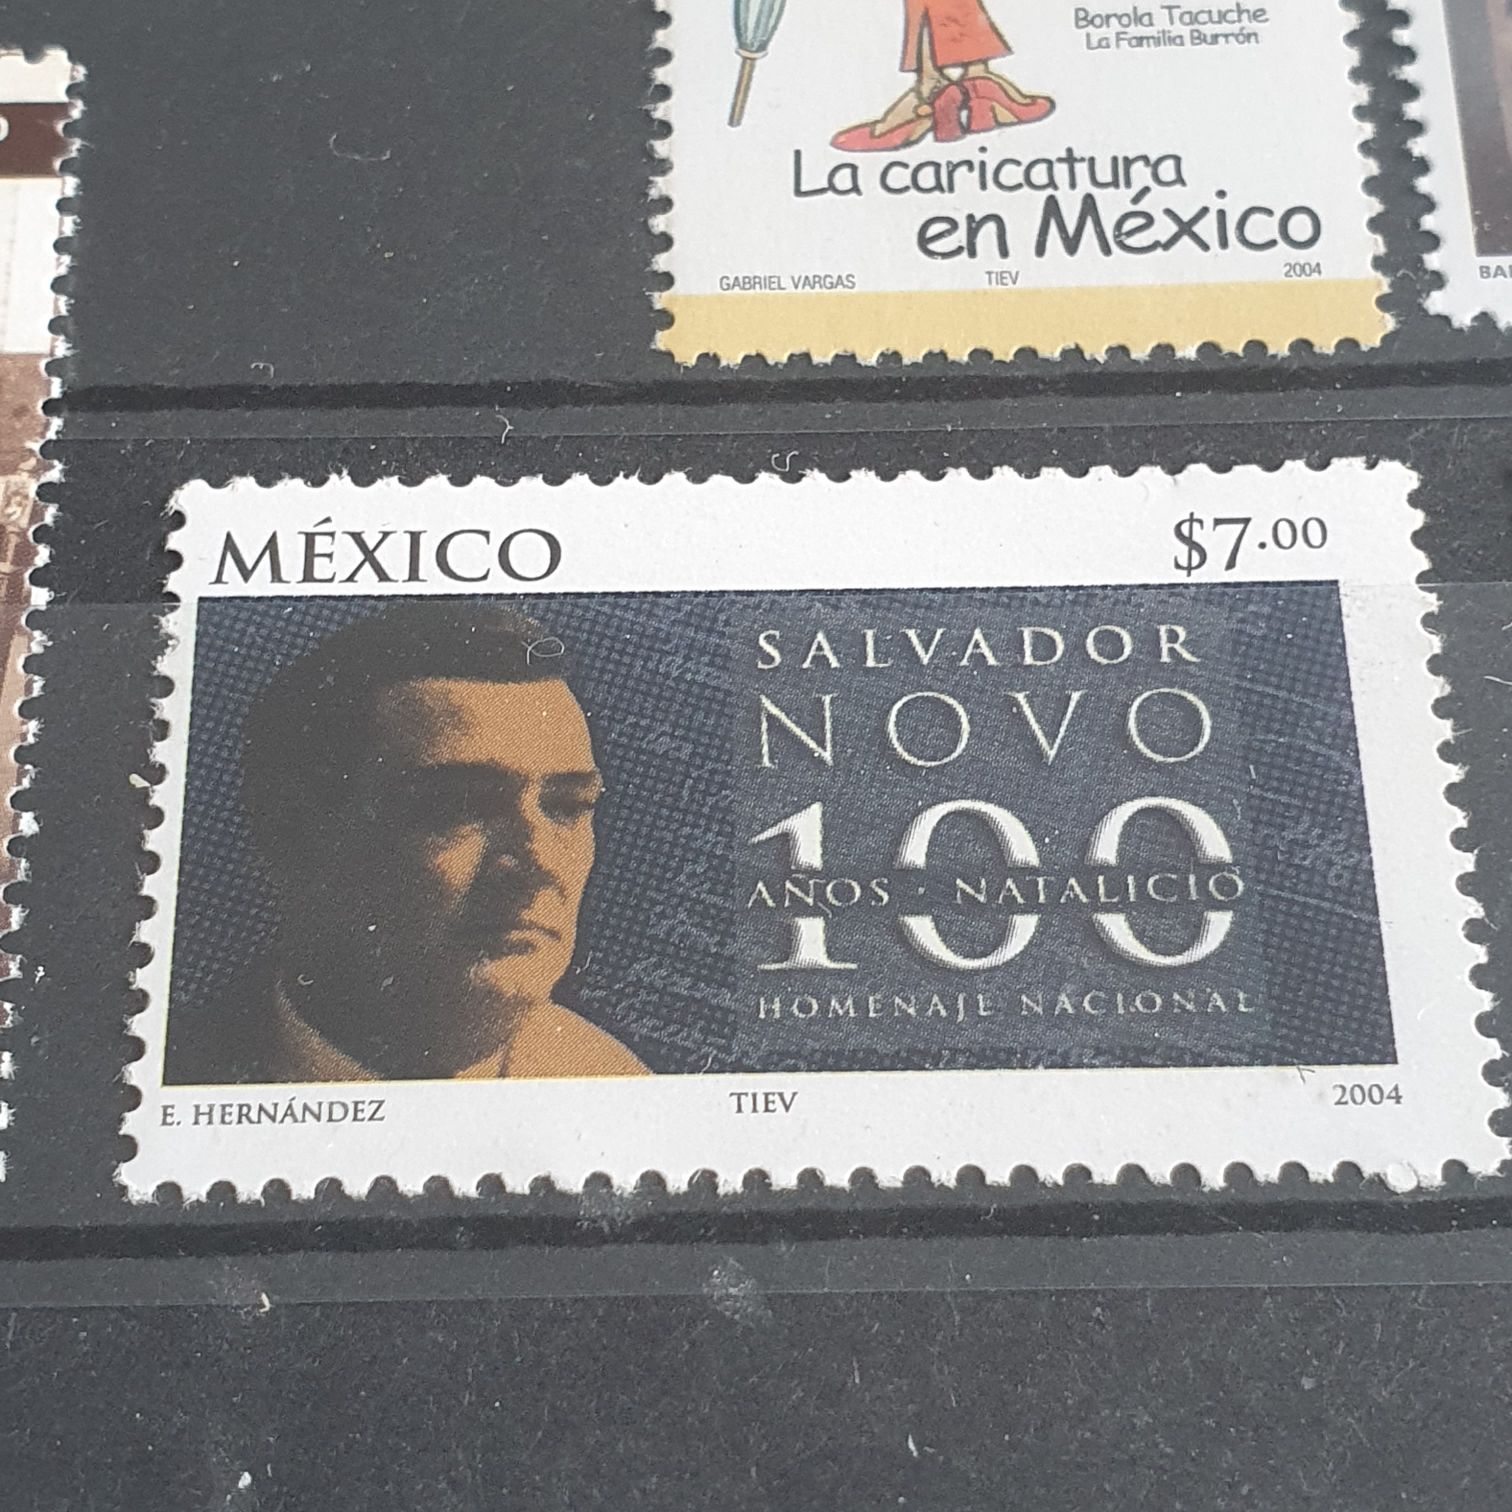 Borola Tacuche
La Familia Burrón
La caricatura
en México
GABRIEL VARGAS TIEV 2004
MÉXICO $7.00
SALVADOR
NOVO
100
AÑOS · NATALICIO
HOMENAJE NACIONAL
E. HERNÁNDEZ TIEV 2004